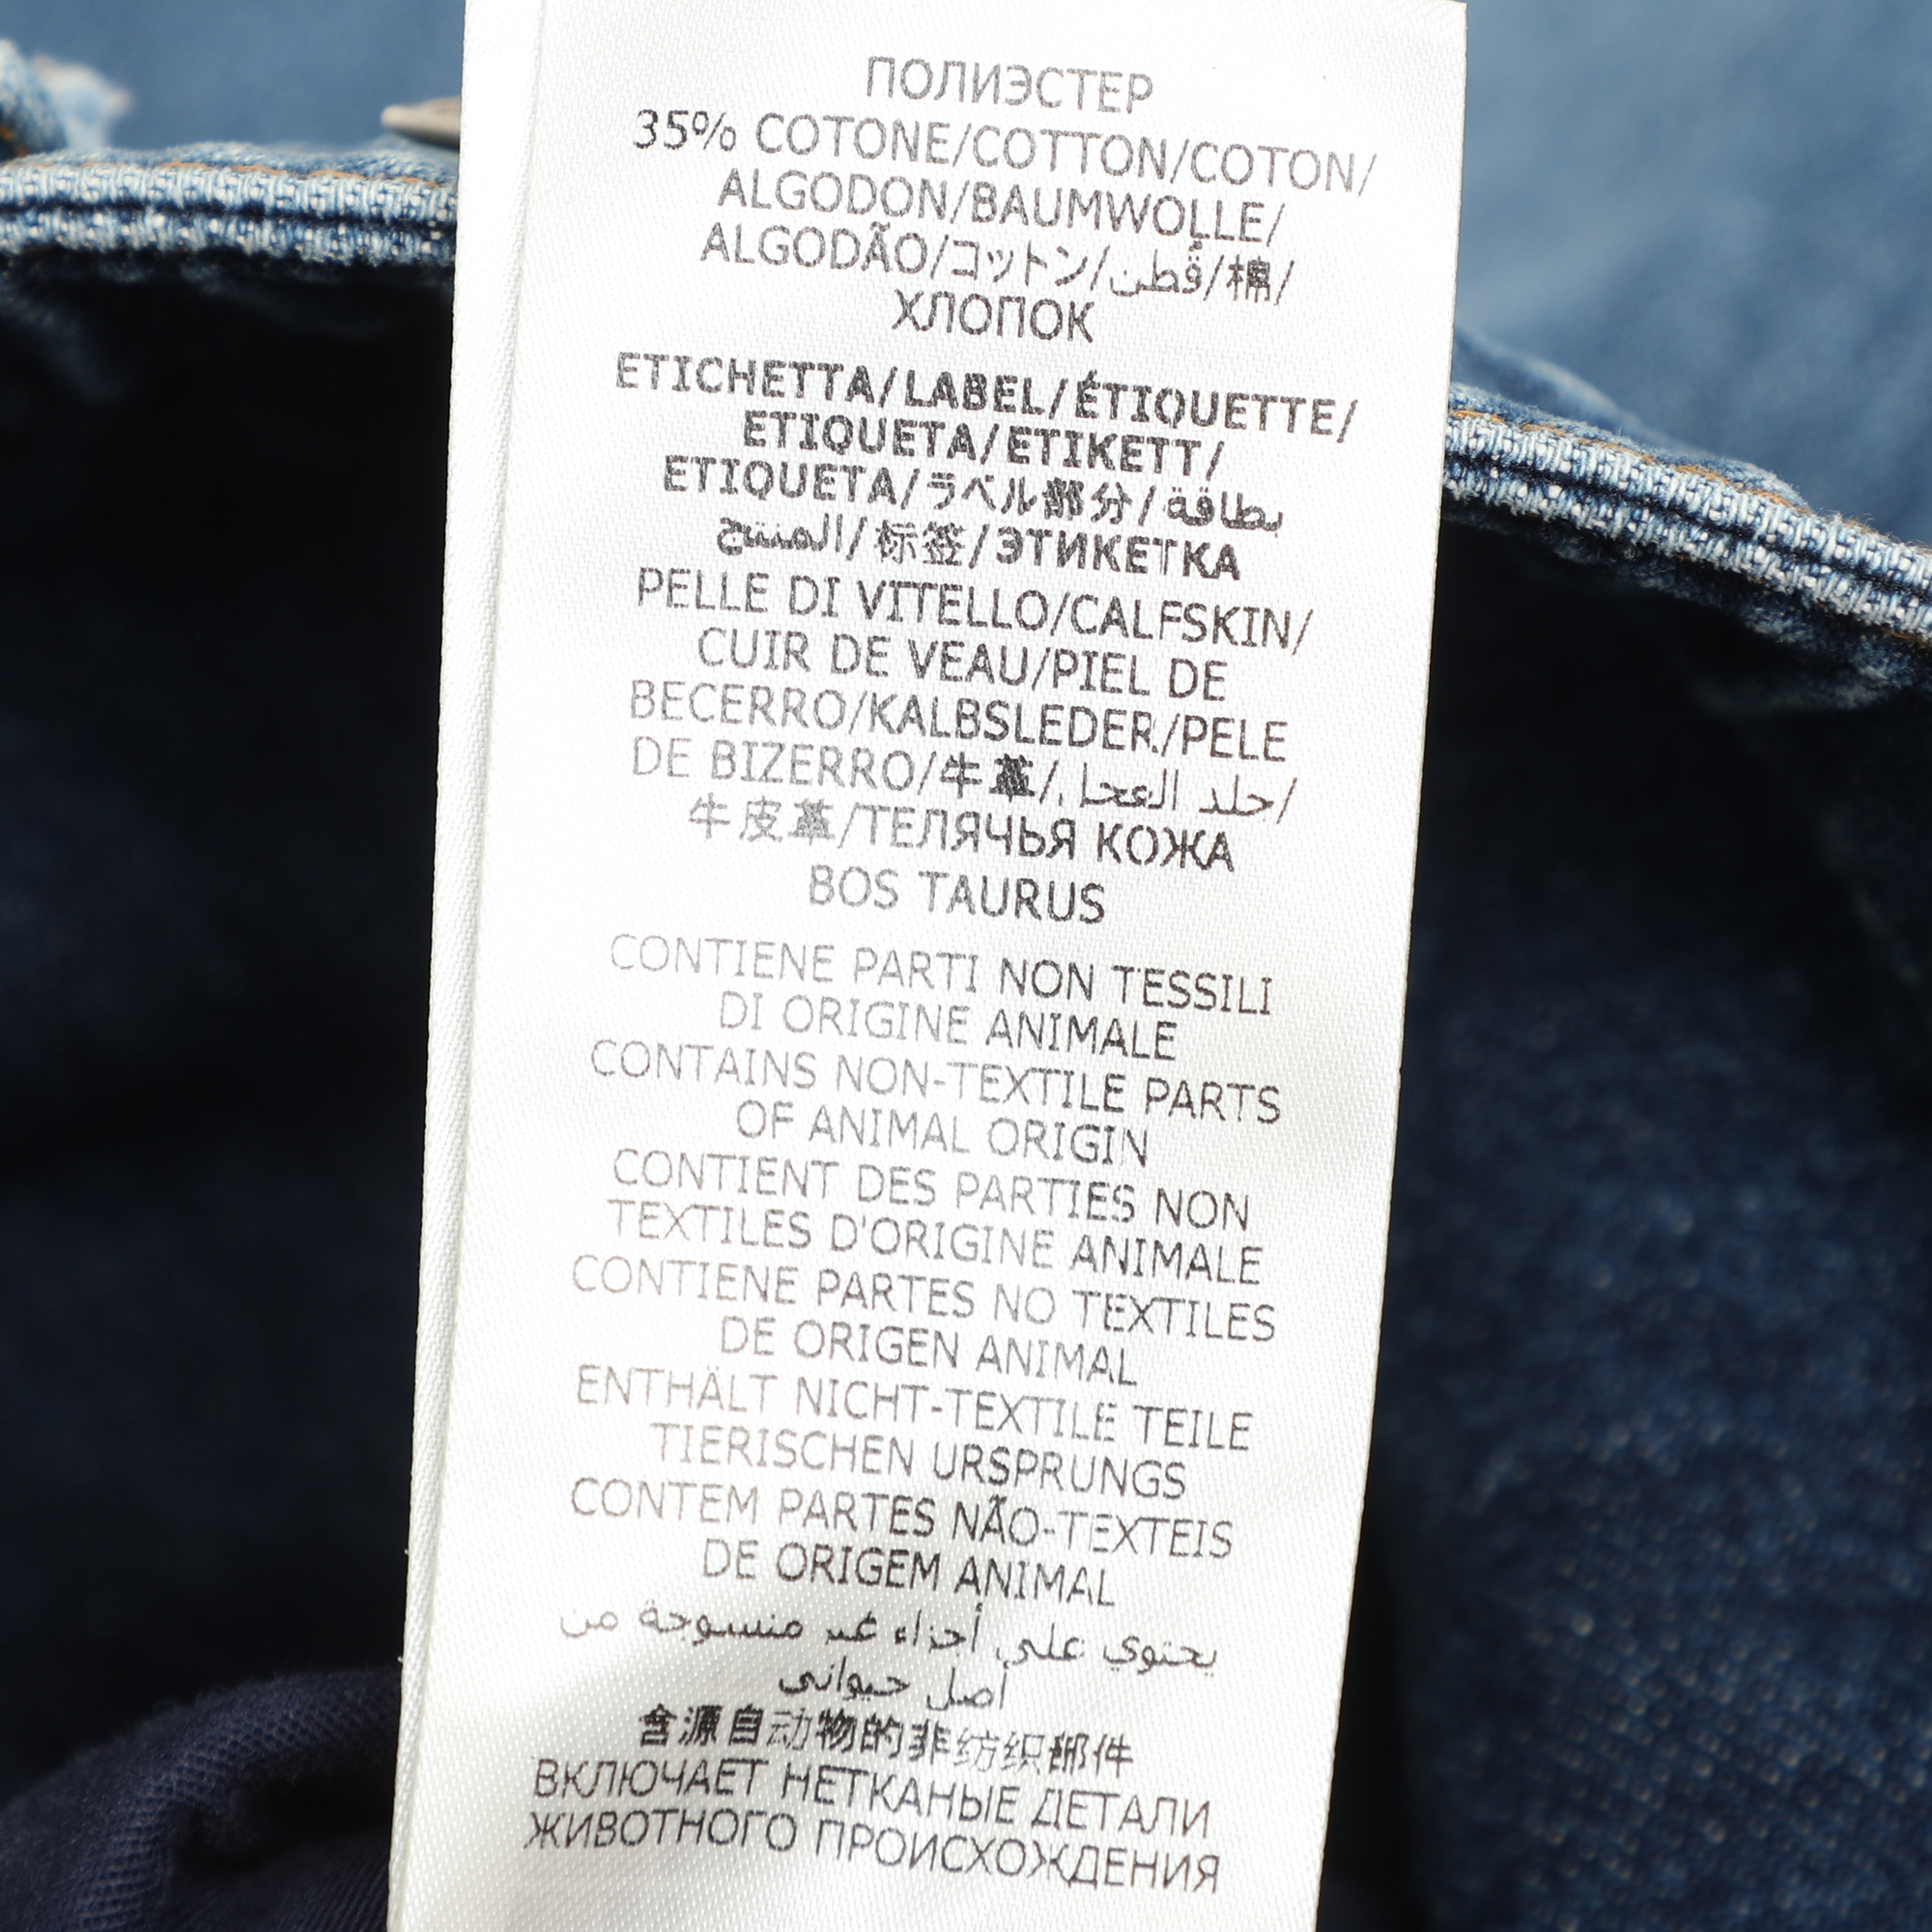 ПОЛИЭСТЕР
35% COTONE/COTTON/COTON/
ALGODON/BAUMWOLLE/
ALGODÃO/コットン/قُطن/棉/
ХЛОПОК
ETICHETTA/LABEL/ÉTIQUETTE/
ETIQUETA/ETIKETT/
ETIQUETA/ラベル部分/بطاقة
المنتج/标签/ЭТИКЕТКА
PELLE DI VITELLO/CALFSKIN/
CUIR DE VEAU/PIEL DE
BECERRO/KALBSLEDER/PELE
DE BIZERRO/牛革/جلد العجل/
牛皮革/ТЕЛЯЧЬЯ КОЖА
BOS TAURUS
CONTIENE PARTI NON TESSILI
DI ORIGINE ANIMALE
CONTAINS NON-TEXTILE PARTS
OF ANIMAL ORIGIN
CONTIENT DES PARTIES NON
TEXTILES D'ORIGINE ANIMALE
CONTIENE PARTES NO TEXTILES
DE ORIGEN ANIMAL
ENTHÄLT NICHT-TEXTILE TEILE
TIERISCHEN URSPRUNGS
CONTEM PARTES NÃO-TEXTEIS
DE ORIGEM ANIMAL
يحتوي على أجزاء غير منسوجة من
أصل حيواني
含源自动物的非纺织部件
ВКЛЮЧАЕТ НЕТКАНЫЕ ДЕТАЛИ
ЖИВОТНОГО ПРОИСХОЖДЕНИЯ